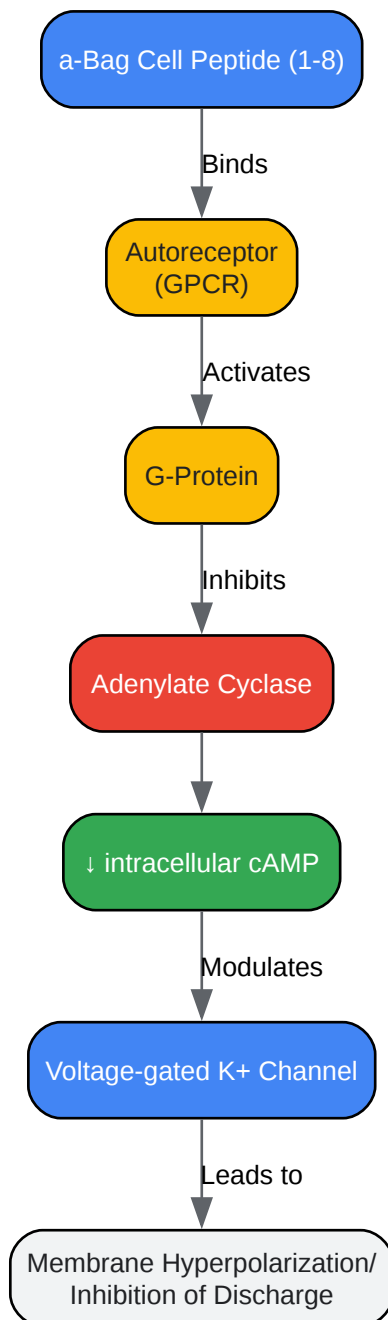 a-Bag Cell Peptide (1-8)
Binds
Autoreceptor
(GPCR)
Activates
G-Protein
Inhibits
Adenylate Cyclase
↓ intracellular cAMP
Modulates
Voltage-gated K+ Channel
Leads to
Membrane Hyperpolarization/
Inhibition of Discharge